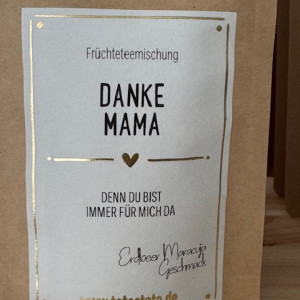 Früchteteemischung
DANKE
MAMA
DENN DU BIST
IMMER FÜR MICH DA
Erdbeer Maracuja
Geschmack